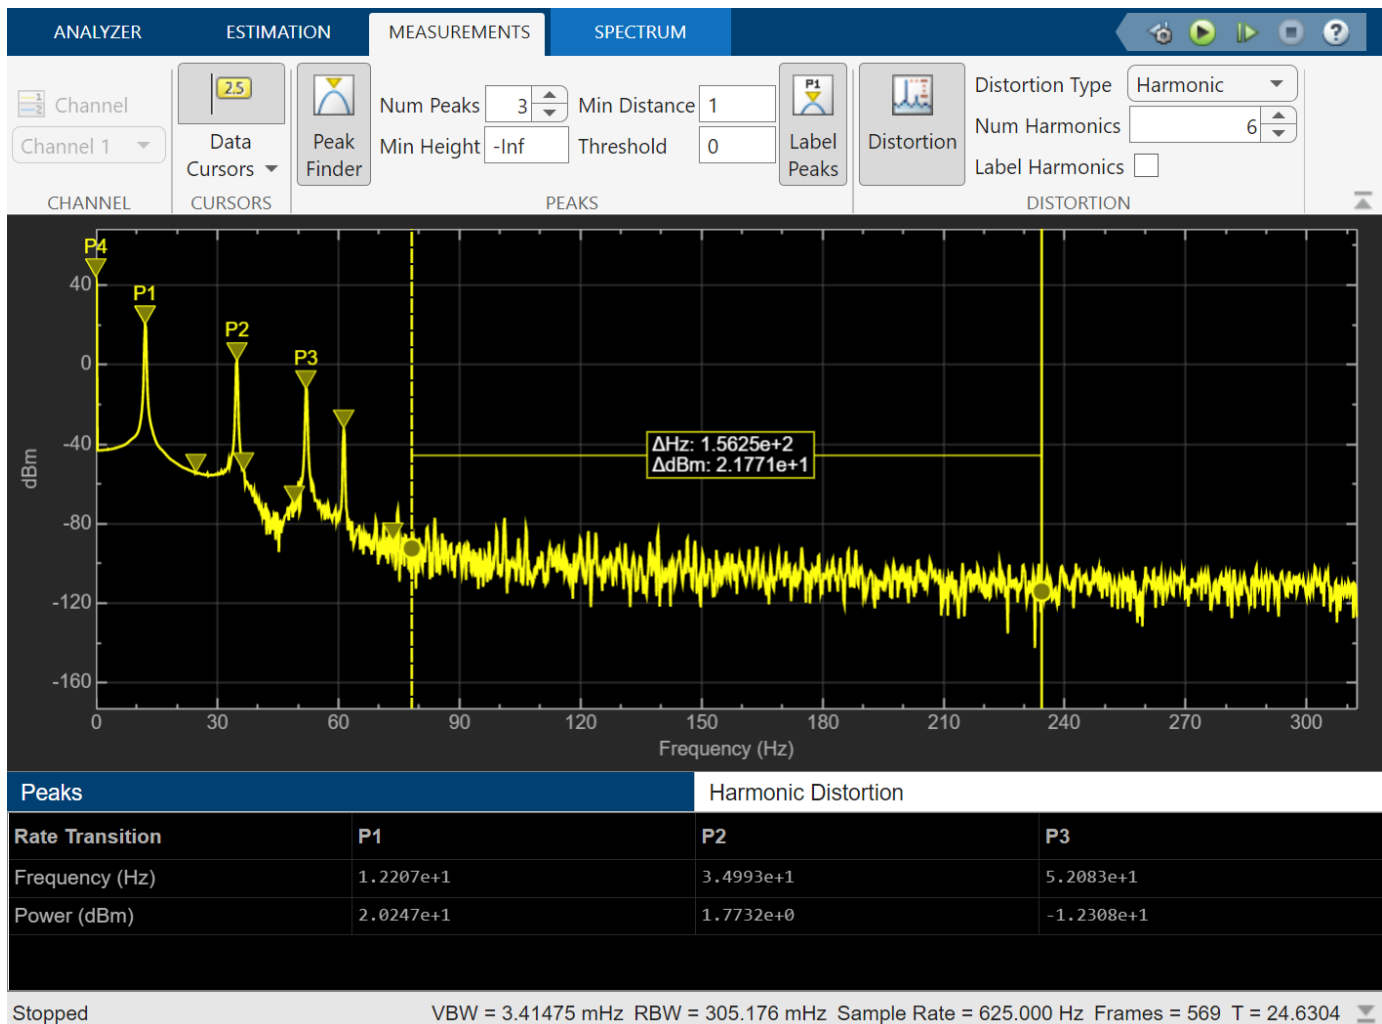 ANALYZER ESTIMATION MEASUREMENTS SPECTRUM ?
1 2 Channel
Channel 1
CHANNEL
2.5
Data
Cursors
CURSORS
Peak
Finder
Num Peaks 3 Min Distance 1
Min Height -Inf Threshold 0
P1
Label
Peaks
PEAKS
Distortion
Distortion Type Harmonic
Num Harmonics 6
Label Harmonics
DISTORTION
P4
P1
P2
P3
40
0
-40
-80
-120
-160
dBm
ΔHz: 1.5625e+2
ΔdBm: 2.1771e+1
0 30 60 90 120 150 180 210 240 270 300
Frequency (Hz)
Peaks Harmonic Distortion
Rate Transition P1 P2 P3
Frequency (Hz) 1.2207e+1 3.4993e+1 5.2083e+1
Power (dBm) 2.0247e+1 1.7732e+0 -1.2308e+1
Stopped VBW = 3.41475 mHz RBW = 305.176 mHz Sample Rate = 625.000 Hz Frames = 569 T = 24.6304